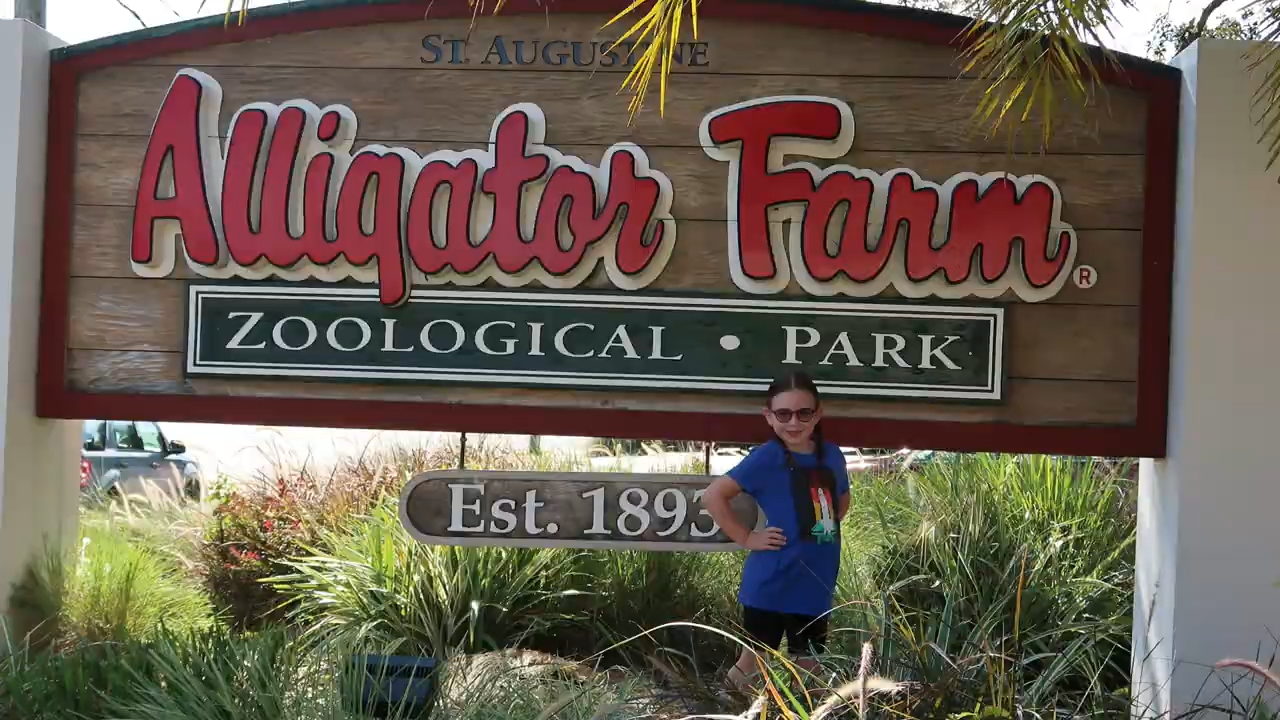 ST. AUGUSTINE
Alligator Farm ®
ZOOLOGICAL • PARK
Est. 1893